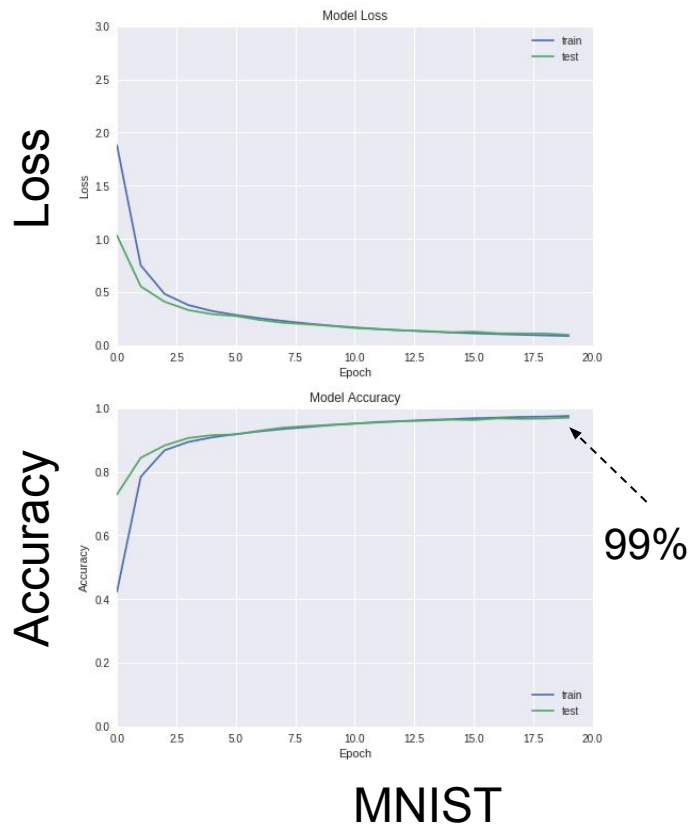 Model Loss
3.0
2.5
2.0
1.5
1.0
0.5
0.0
Loss
Loss
train
test
0.0 2.5 5.0 7.5 10.0 12.5 15.0 17.5 20.0
Epoch
Model Accuracy
1.0
0.8
0.6
0.4
0.2
0.0
Accuracy
Accuracy
99%
train
test
0.0 2.5 5.0 7.5 10.0 12.5 15.0 17.5 20.0
Epoch
MNIST